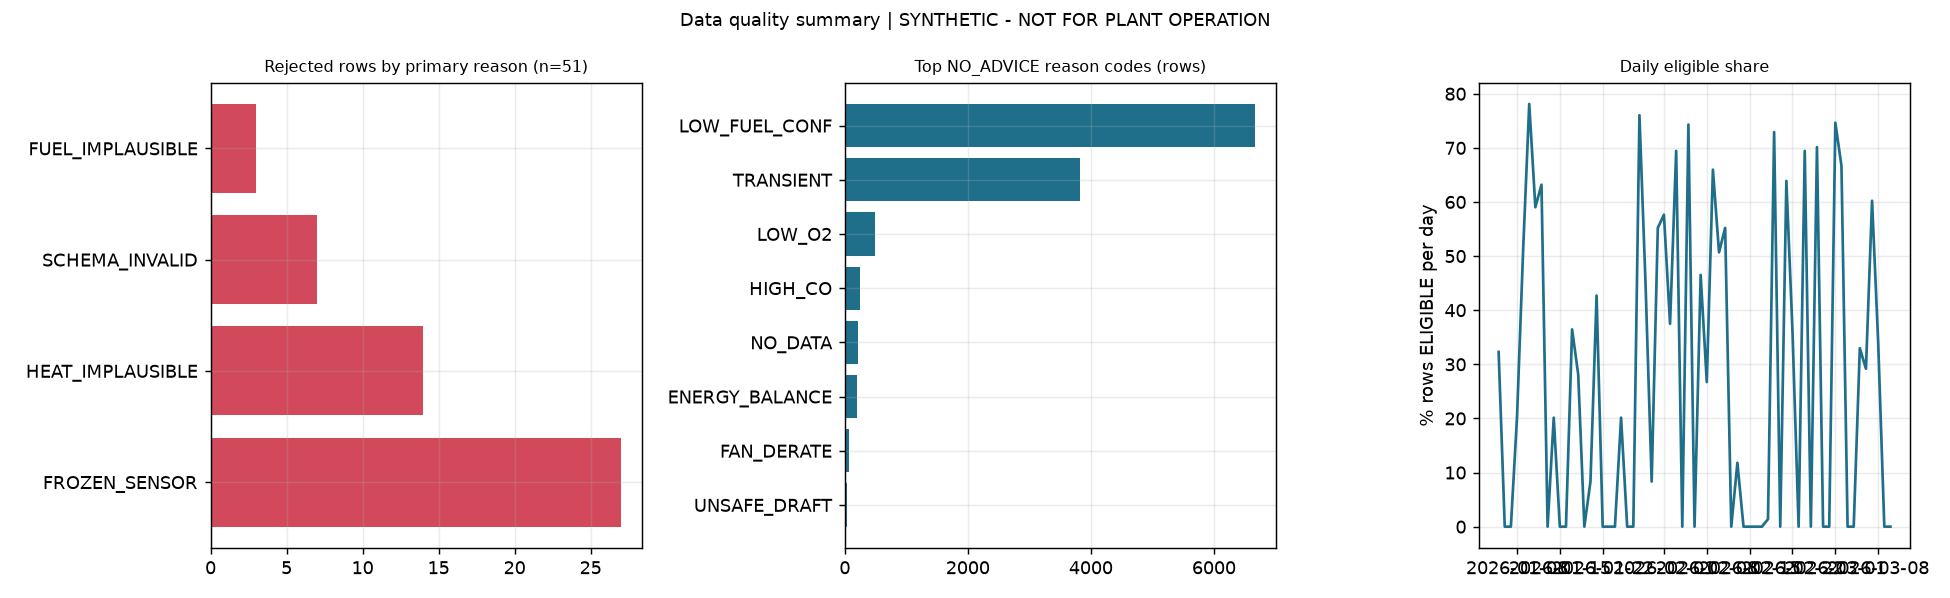 Data quality summary | SYNTHETIC - NOT FOR PLANT OPERATION
Rejected rows by primary reason (n=51)
FUEL_IMPLAUSIBLE
SCHEMA_INVALID
HEAT_IMPLAUSIBLE
FROZEN_SENSOR
0 5 10 15 20 25
Top NO_ADVICE reason codes (rows)
LOW_FUEL_CONF
TRANSIENT
LOW_O2
HIGH_CO
NO_DATA
ENERGY_BALANCE
FAN_DERATE
UNSAFE_DRAFT
0 2000 4000 6000
Daily eligible share
% rows ELIGIBLE per day
80
70
60
50
40
30
20
10
0